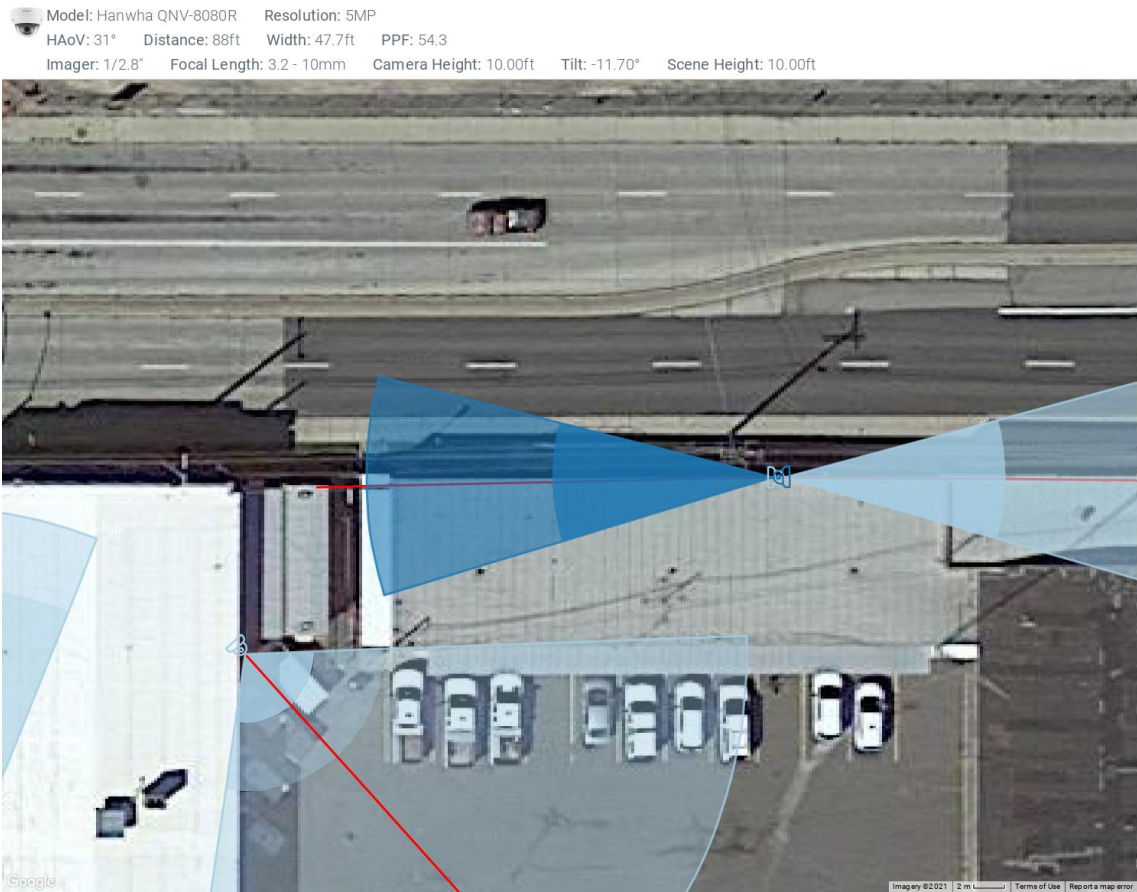 Model: Hanwha QNV-8080R Resolution: 5MP
HAoV: 31° Distance: 88ft Width: 47.7ft PPF: 54.3
Imager: 1/2.8" Focal Length: 3.2 - 10mm Camera Height: 10.00ft Tilt: -11.70° Scene Height: 10.00ft
Google
Imagery ©2021 2 m Terms of Use Report a map error